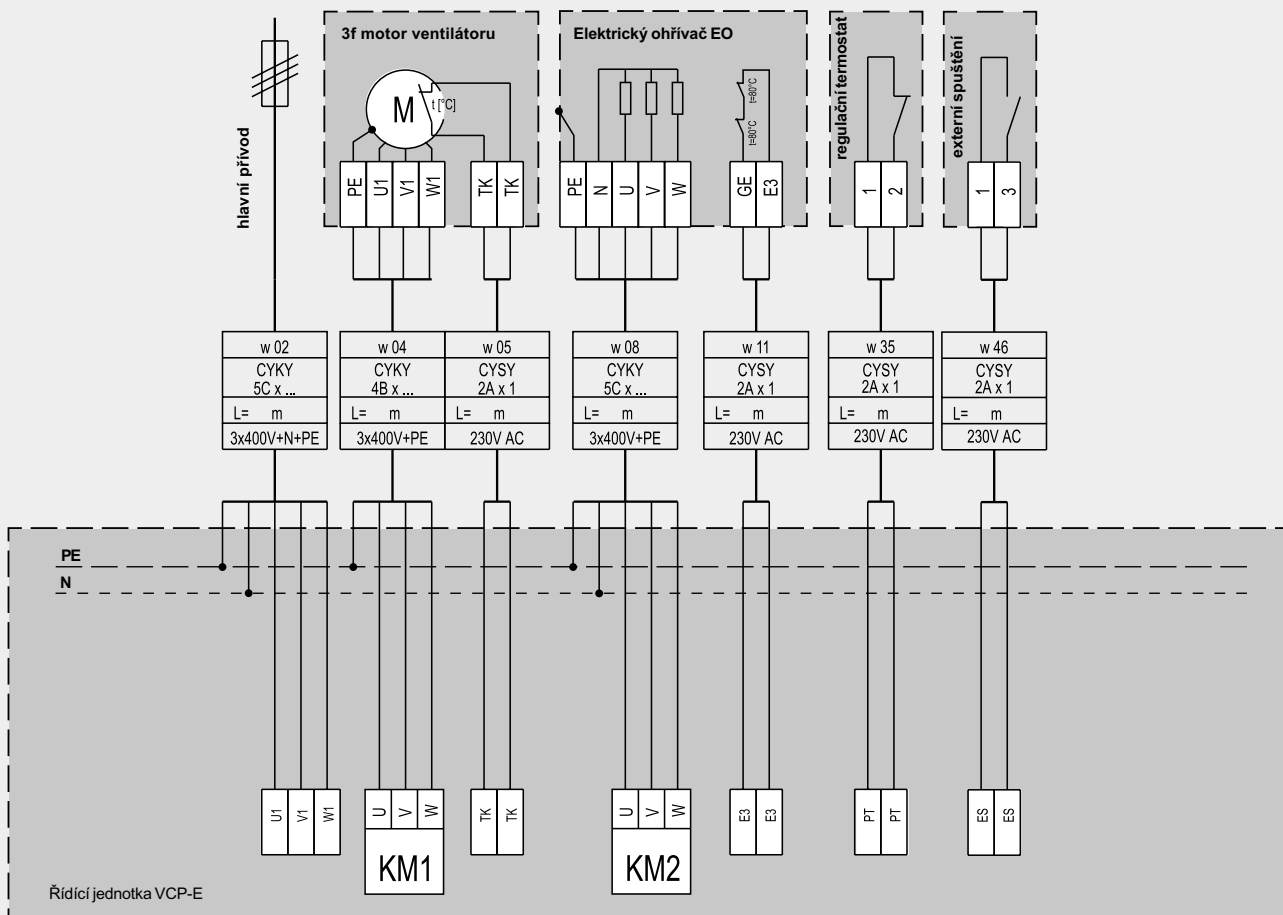 3f motor ventilátoru
Elektrický ohřívač EO
regulační termostat
externí spuštění
hlavní přívod
M
t [°C]
t=80°C
t=80°C
PE
U1
V1
W1
TK
TK
PE
N
U
V
W
GE
E3
1
2
1
3
w 02
CYKY
5C x ...
L= m
3x400V+N+PE
w 04
CYKY
4B x ...
L= m
3x400V+PE
w 05
CYSY
2A x 1
L= m
230V AC
w 08
CYKY
5C x ...
L= m
3x400V+PE
w 11
CYSY
2A x 1
L= m
230V AC
w 35
CYSY
2A x 1
L= m
230V AC
w 46
CYSY
2A x 1
L= m
230V AC
PE
N
U1
V1
W1
U
V
W
KM1
TK
TK
U
V
W
KM2
E3
E3
PT
PT
ES
ES
Řídící jednotka VCP-E